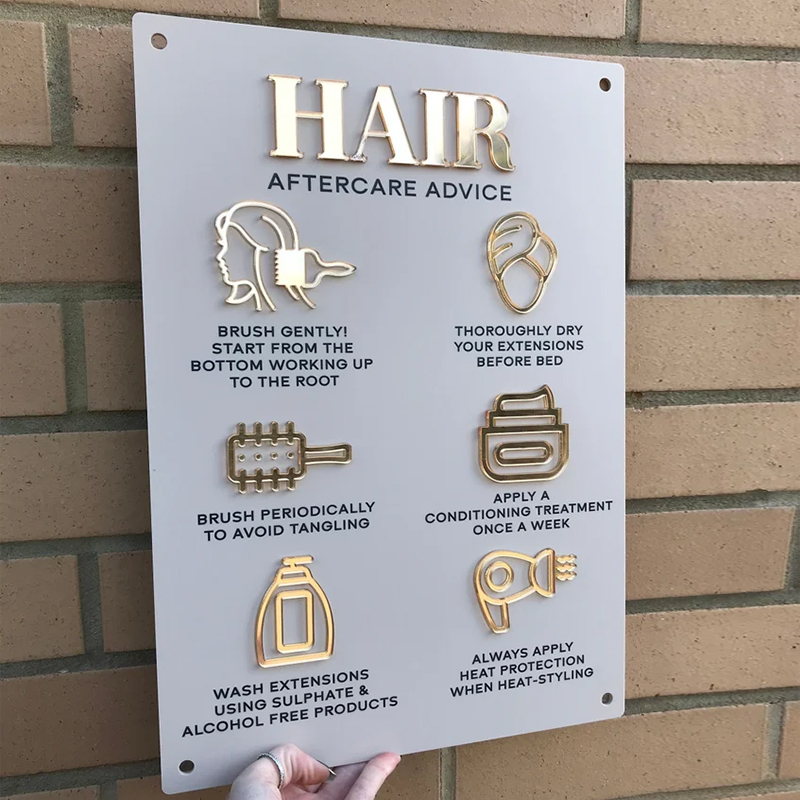 HAIR
AFTERCARE ADVICE
BRUSH GENTLY!
START FROM THE
BOTTOM WORKING UP
TO THE ROOT
THOROUGHLY DRY
YOUR EXTENSIONS
BEFORE BED
BRUSH PERIODICALLY
TO AVOID TANGLING
APPLY A
CONDITIONING TREATMENT
ONCE A WEEK
WASH EXTENSIONS
USING SULPHATE &
ALCOHOL FREE PRODUCTS
ALWAYS APPLY
HEAT PROTECTION
WHEN HEAT-STYLING